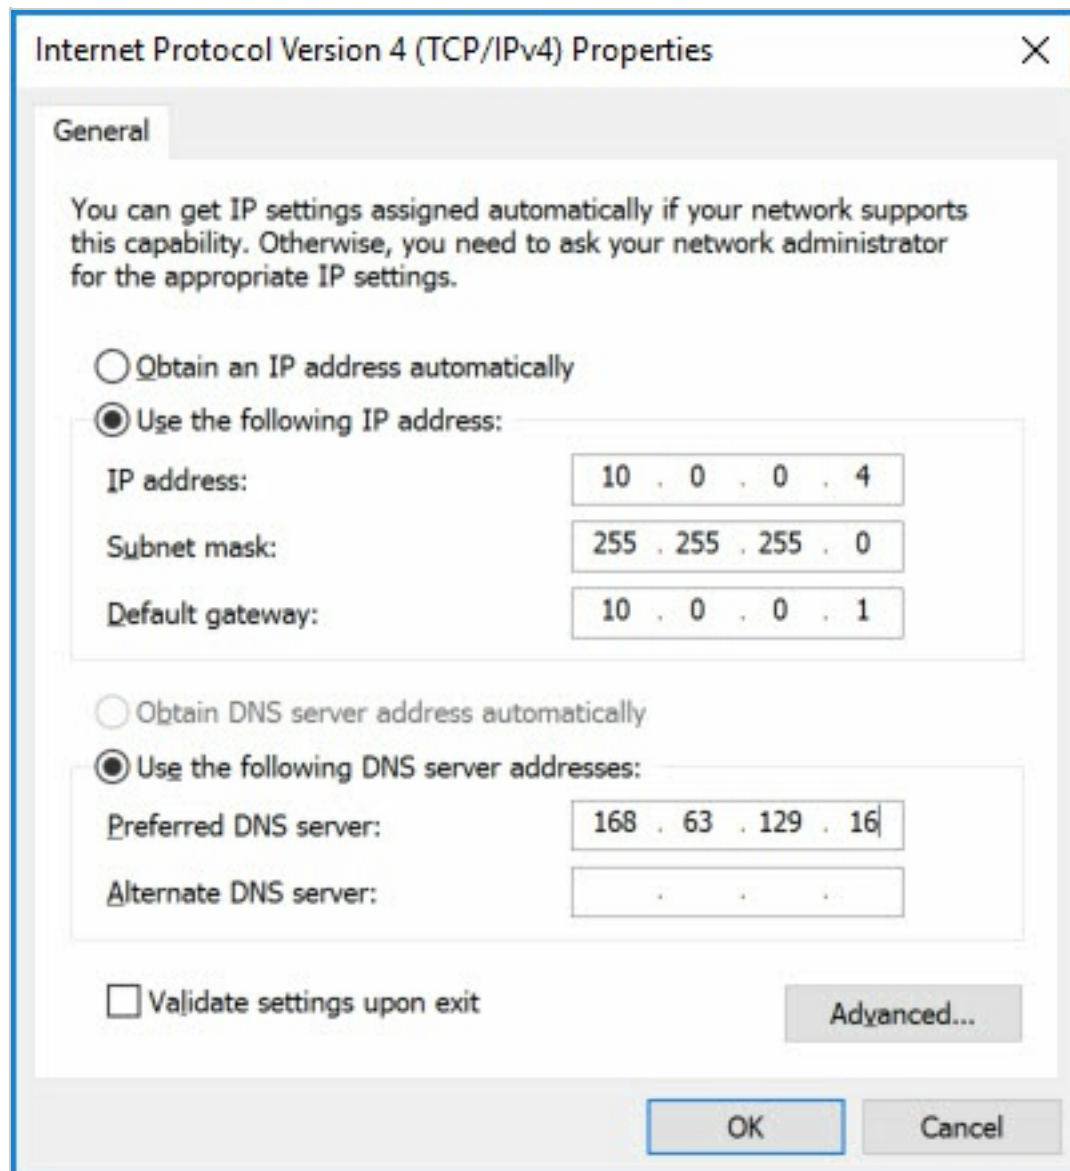 Internet Protocol Version 4 (TCP/IPv4) Properties
General
You can get IP settings assigned automatically if your network supports
this capability. Otherwise, you need to ask your network administrator
for the appropriate IP settings.
Obtain an IP address automatically
Use the following IP address:
IP address: 10 . 0 . 0 . 4
Subnet mask: 255 . 255 . 255 . 0
Default gateway: 10 . 0 . 0 . 1
Obtain DNS server address automatically
Use the following DNS server addresses:
Preferred DNS server: 168 . 63 . 129 . 16
Alternate DNS server: . . .
Validate settings upon exit
Advanced...
OK Cancel